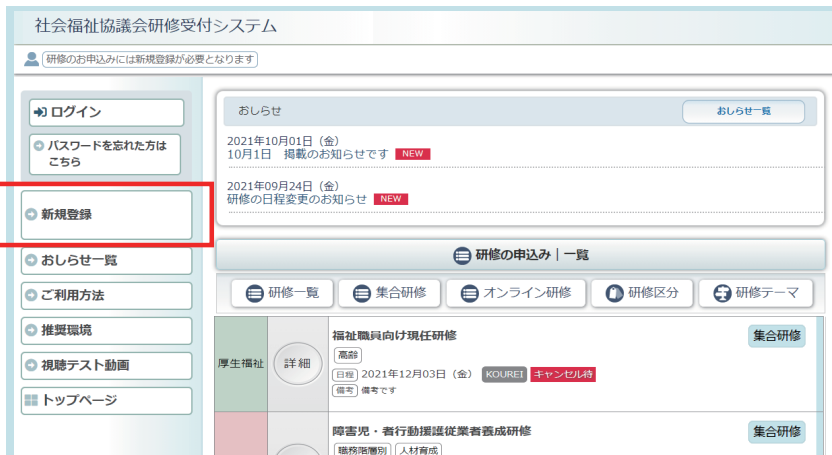 社会福祉協議会研修受付システム
研修のお申込みには新規登録が必要となります
ログイン
パスワードを忘れた方は
こちら
新規登録
おしらせ一覧
ご利用方法
推奨環境
視聴テスト動画
トップページ
おしらせ
おしらせ一覧
2021年10月01日（金）
10月1日 掲載のお知らせです NEW
2021年09月24日（金）
研修の日程変更のお知らせ NEW
研修の申込み｜一覧
研修一覧 集合研修 オンライン研修 研修区分 研修テーマ
厚生福祉
詳細
福祉職員向け現任研修
集合研修
高齢
日程 2021年12月03日（金） KOUREI キャンセル待
備考 備考です
障害児・者行動援護従業者養成研修
集合研修
職務階層別 人材育成